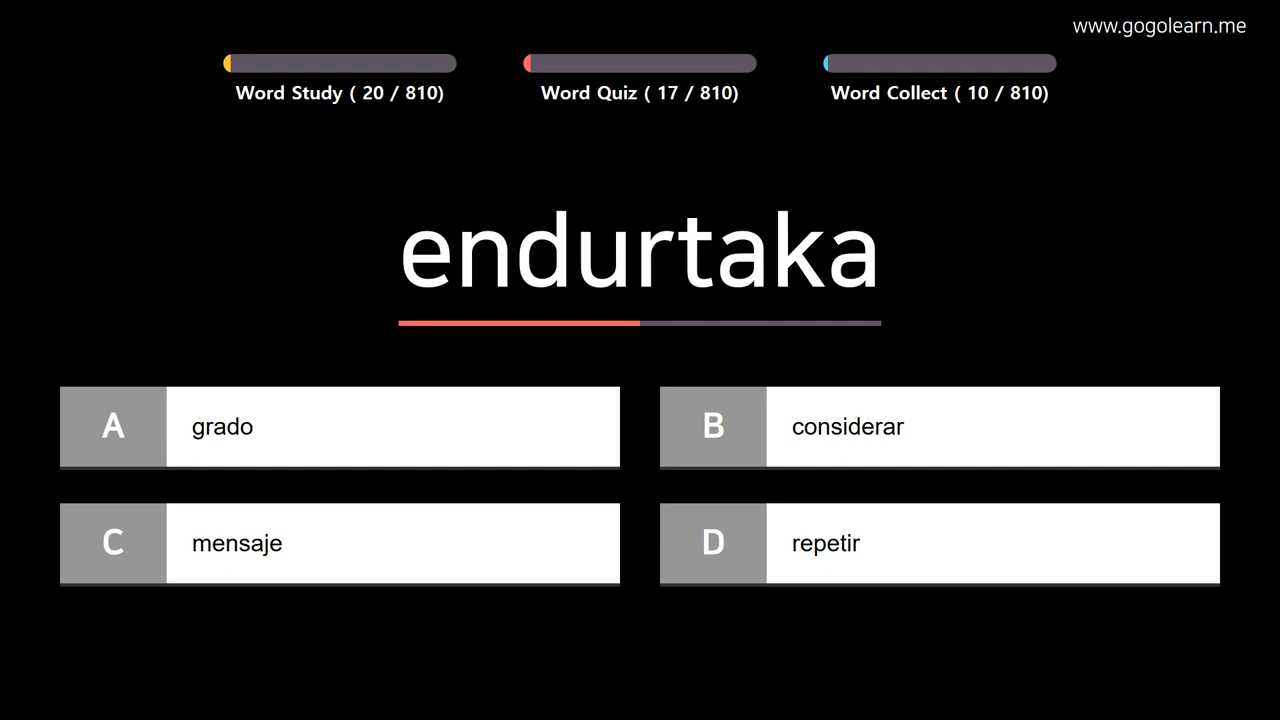 www.gogolearn.me
Word Study ( 20 / 810)
Word Quiz ( 17 / 810)
Word Collect ( 10 / 810)
endurtaka
A grado
B considerar
C mensaje
D repetir